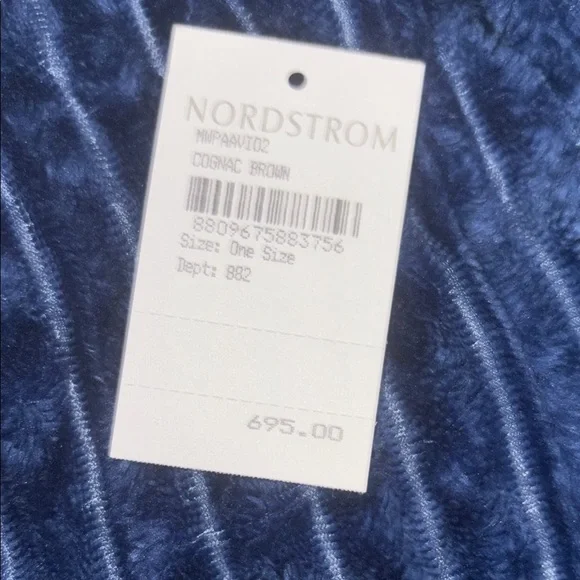 NORDSTROM
MWPAAVI02
COGNAC BROWN
8809675883756
Size: One Size
Dept: 882
695.00